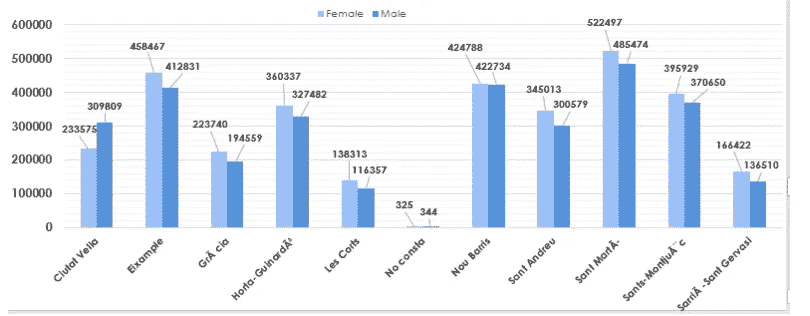 Female Male
600000
500000
400000
300000
200000
100000
0
233575
309809
458467
412831
223740
194559
360337
327482
138313
116357
325
344
424788
422734
345013
300579
522497
485474
395929
370650
166422
136510
Ciutat Vella
Eixample
GrÃ cia
Horta-GuinardÃ³
Les Corts
No consta
Nou Barris
Sant Andreu
Sant MartÃ-
Sants-MontjuÃ¯c
SarriÃ -Sant Gervasi